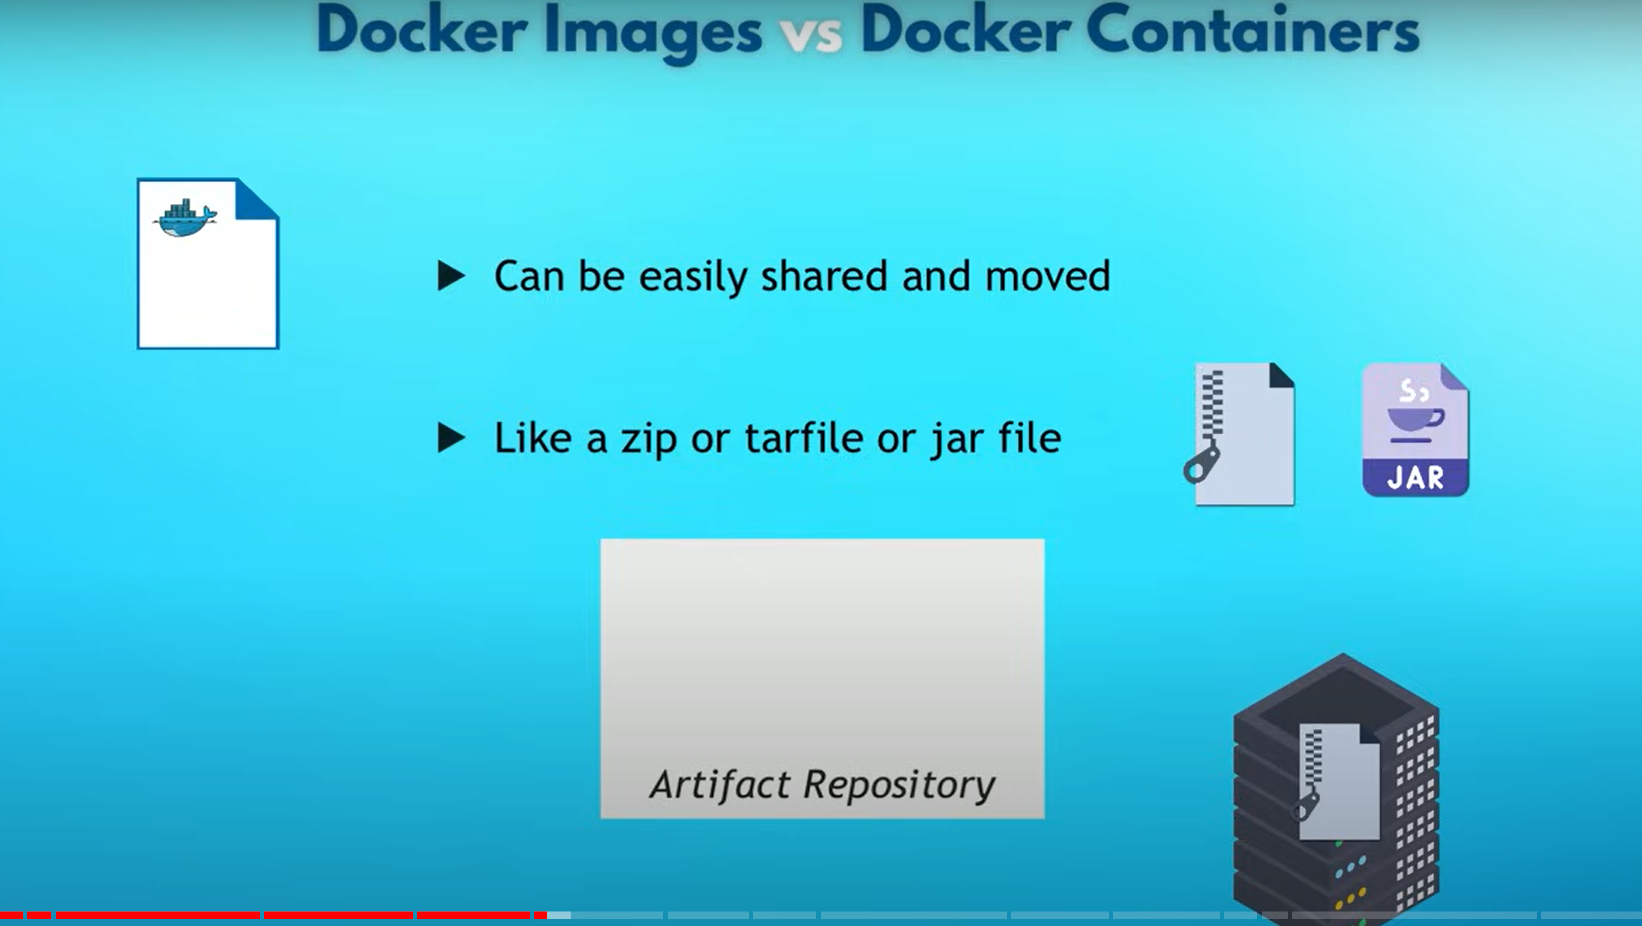 Docker Images vs Docker Containers
Can be easily shared and moved
Like a zip or tarfile or jar file
JAR
Artifact Repository